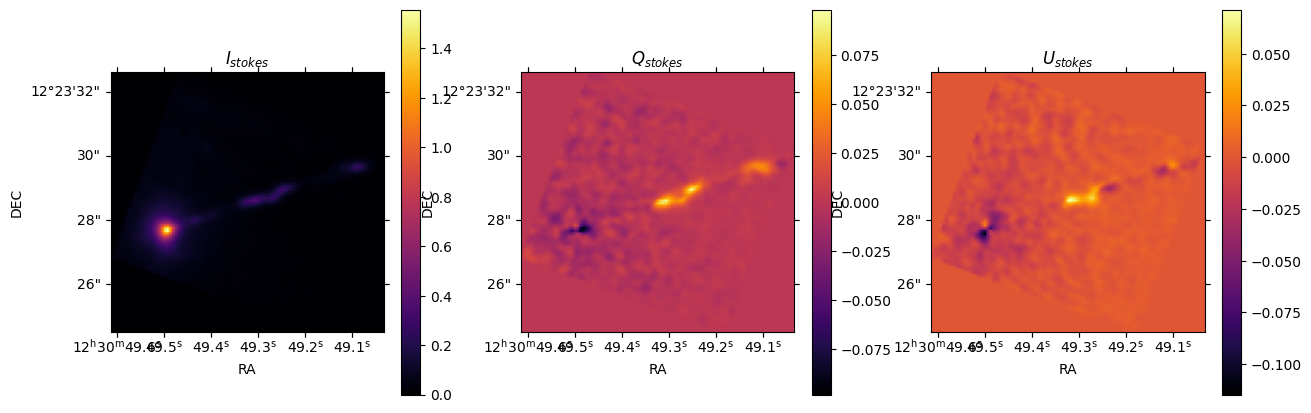 I_stokes
12°23'32"
30"
28"
26"
DEC
12ʰ30ᵐ49.6ˢ
49.5ˢ
49.4ˢ
49.3ˢ
49.2ˢ
49.1ˢ
RA
1.4
1.2
1.0
0.8
0.6
0.4
0.2
0.0
Q_stokes
12°23'32"
30"
28"
26"
DEC
12ʰ30ᵐ49.6ˢ
49.5ˢ
49.4ˢ
49.3ˢ
49.2ˢ
49.1ˢ
RA
0.075
0.050
0.025
0.000
−0.025
−0.050
−0.075
U_stokes
12°23'32"
30"
28"
26"
DEC
12ʰ30ᵐ49.6ˢ
49.5ˢ
49.4ˢ
49.3ˢ
49.2ˢ
49.1ˢ
RA
0.050
0.025
0.000
−0.025
−0.050
−0.075
−0.100